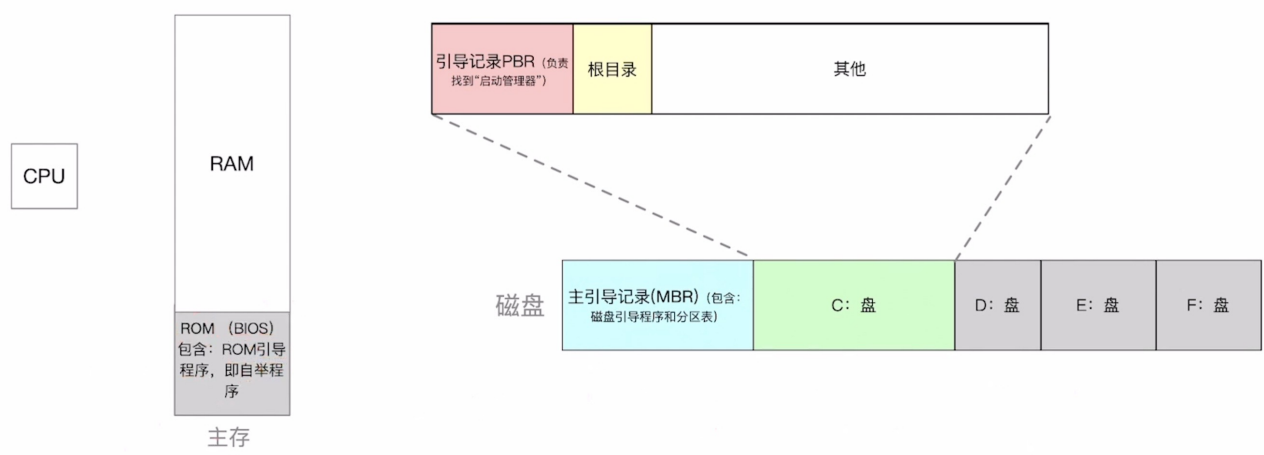 CPU
RAM
ROM （BIOS）
包含：ROM引导
程序，即自举程
序
主存
引导记录PBR（负责
找到“启动管理器”）
根目录
其他
磁盘
主引导记录(MBR)（包含：
磁盘引导程序和分区表）
C：盘
D：盘
E：盘
F：盘